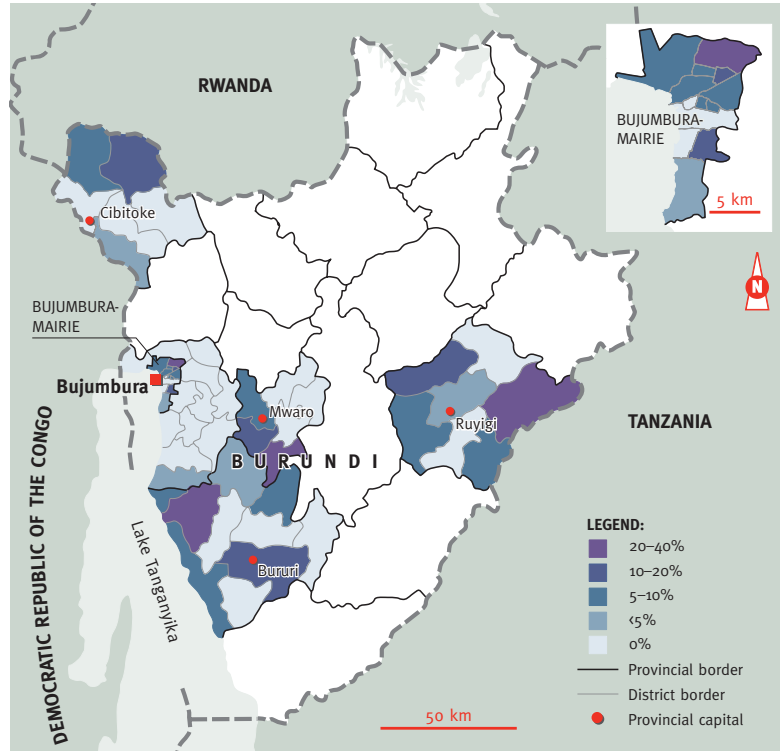 RWANDA
BUJUMBURA-
MAIRIE
5 km
Cibitoke
N
BUJUMBURA-
MAIRIE
Bujumbura
Mwaro
Ruyigi
TANZANIA
BURUNDI
DEMOCRATIC REPUBLIC OF THE CONGO
Lake Tanganyika
Bururi
LEGEND:
20–40%
10–20%
5–10%
<5%
0%
Provincial border
District border
Provincial capital
50 km